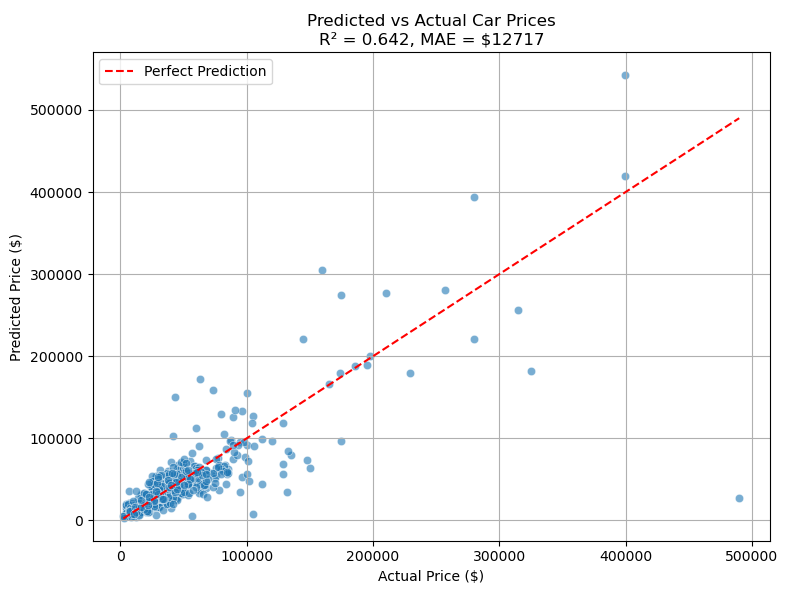 Predicted vs Actual Car Prices
R² = 0.642, MAE = $12717
Perfect Prediction
Predicted Price ($)
500000
400000
300000
200000
100000
0
0 100000 200000 300000 400000 500000
Actual Price ($)